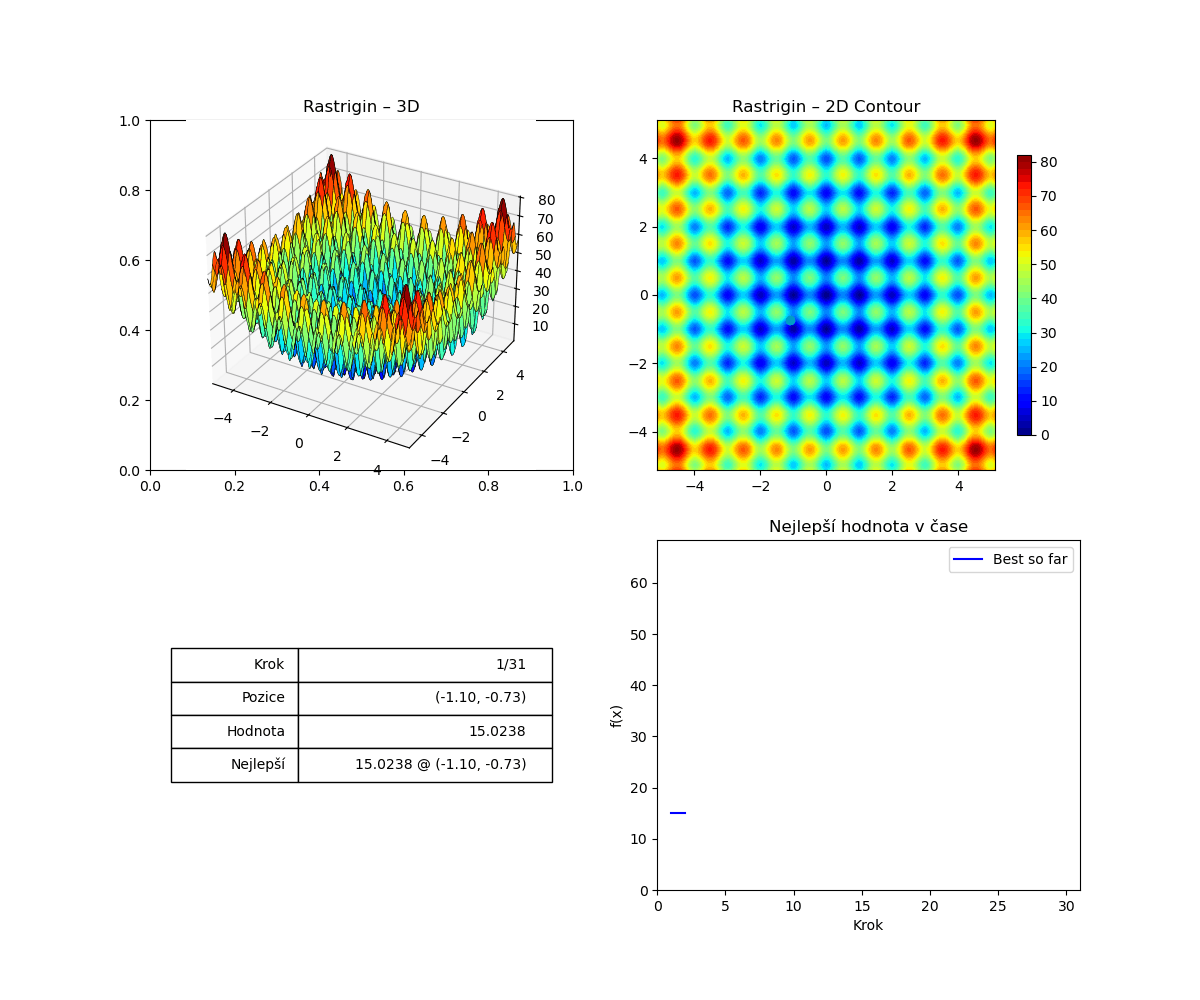 Rastrigin – 3D
1.0
0.8
0.6
0.4
0.2
0.0
0.0 0.2 0.4 0.6 0.8 1.0
80
70
60
50
40
30
20
10
−4 −2 0 2 4
−4 −2 0 2 4
Rastrigin – 2D Contour
4
2
0
−2
−4
−4 −2 0 2 4
80
70
60
50
40
30
20
10
0
Krok 1/31
Pozice (-1.10, -0.73)
Hodnota 15.0238
Nejlepší 15.0238 @ (-1.10, -0.73)
Nejlepší hodnota v čase
Best so far
f(x)
60
50
40
30
20
10
0
0 5 10 15 20 25 30
Krok